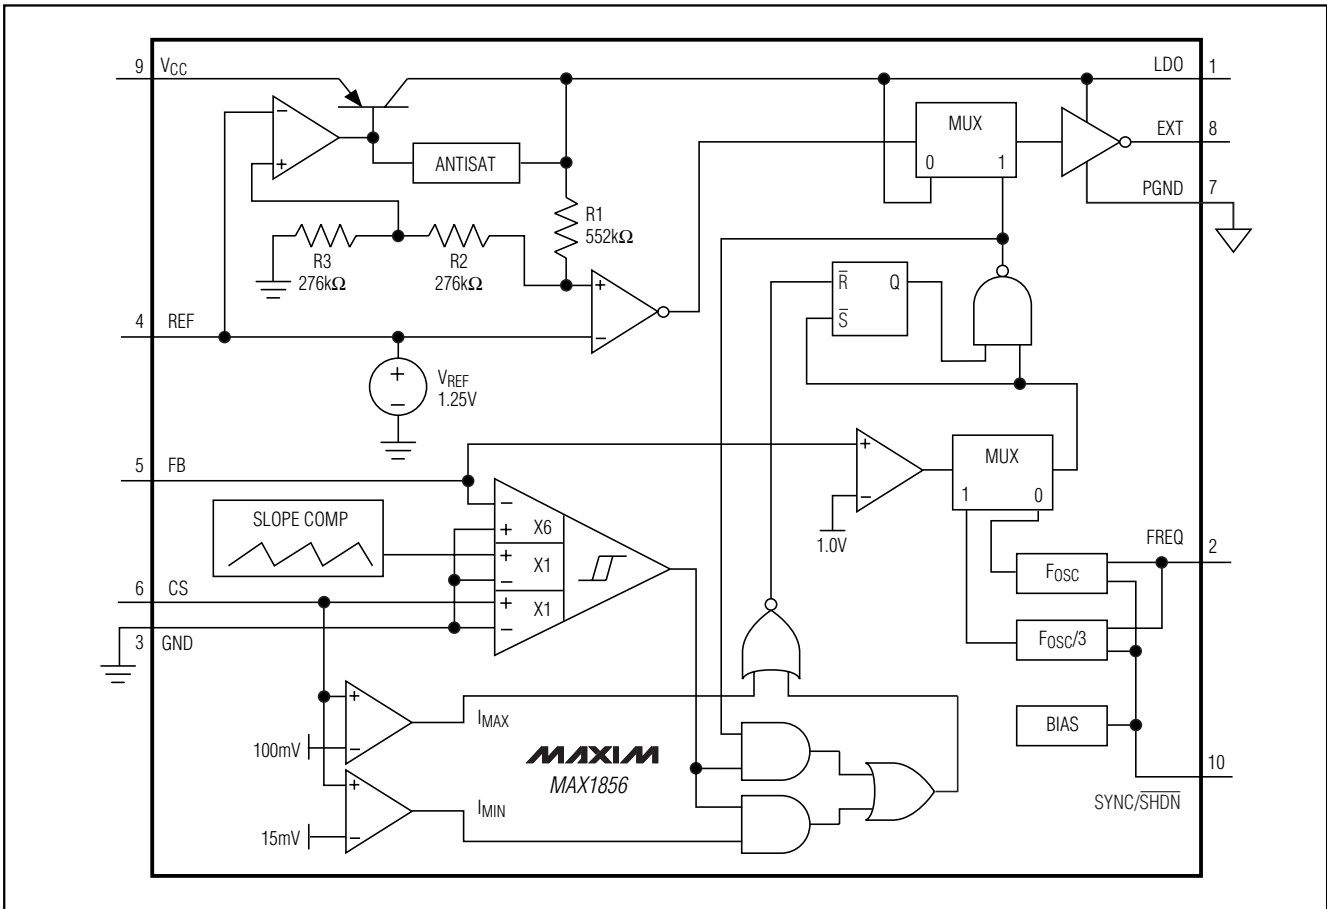 9 VCC
LDO 1
MUX
0 1
EXT 8
PGND 7
−
+
ANTISAT
R1
552kΩ
R3
276kΩ
R2
276kΩ
+
−
R̅ Q
S̅
4 REF
+
−
VREF
1.25V
5 FB
+
−
1.0V
MUX
1 0
SLOPE COMP
−
+ X6
+
− X1
+
− X1
FREQ 2
FOSC
FOSC/3
BIAS
6 CS
3 GND
+
−
100mV
IMAX
+
−
15mV
IMIN
MAXIM
MAX1856
10
SYNC/S̅H̅D̅N̅